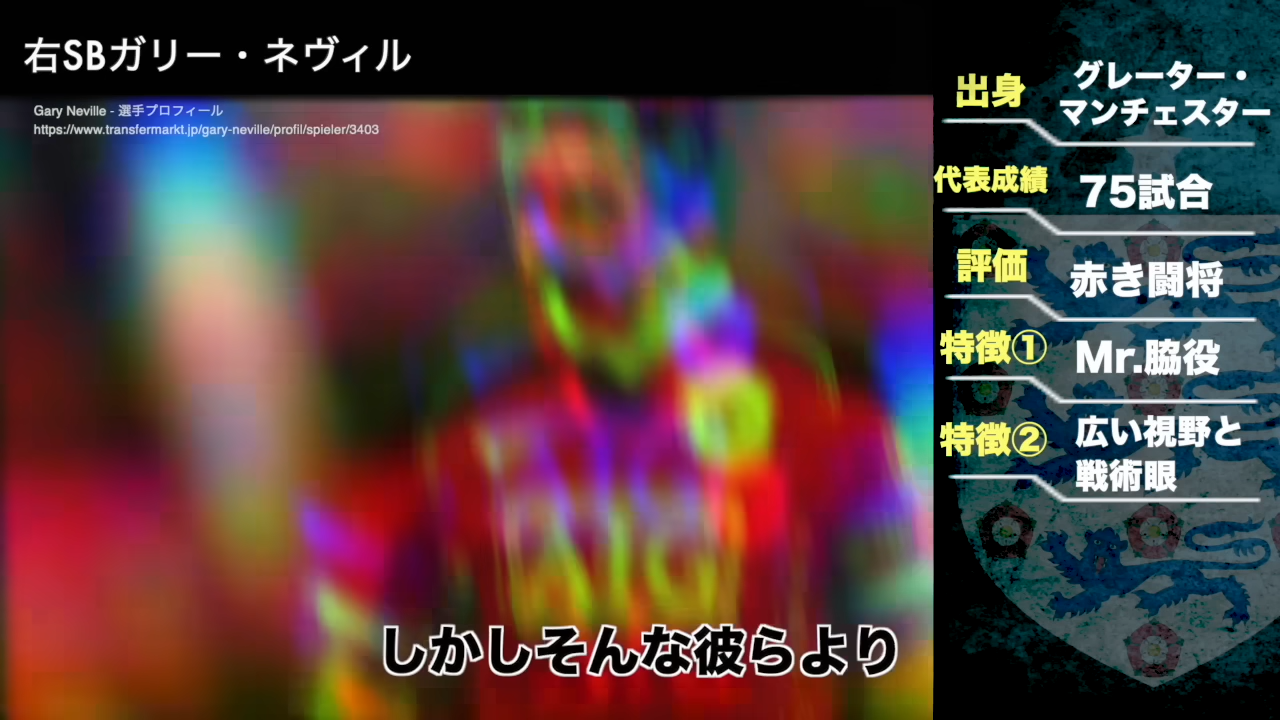 右SBガリー・ネヴィル
Gary Neville - 選手プロフィール
https://www.transfermarkt.jp/gary-neville/profil/spieler/3403
出身
グレーター・
マンチェスター
代表成績
75試合
評価
赤き闘将
特徴①
Mr.脇役
特徴②
広い視野と
戦術眼
しかしそんな彼らより